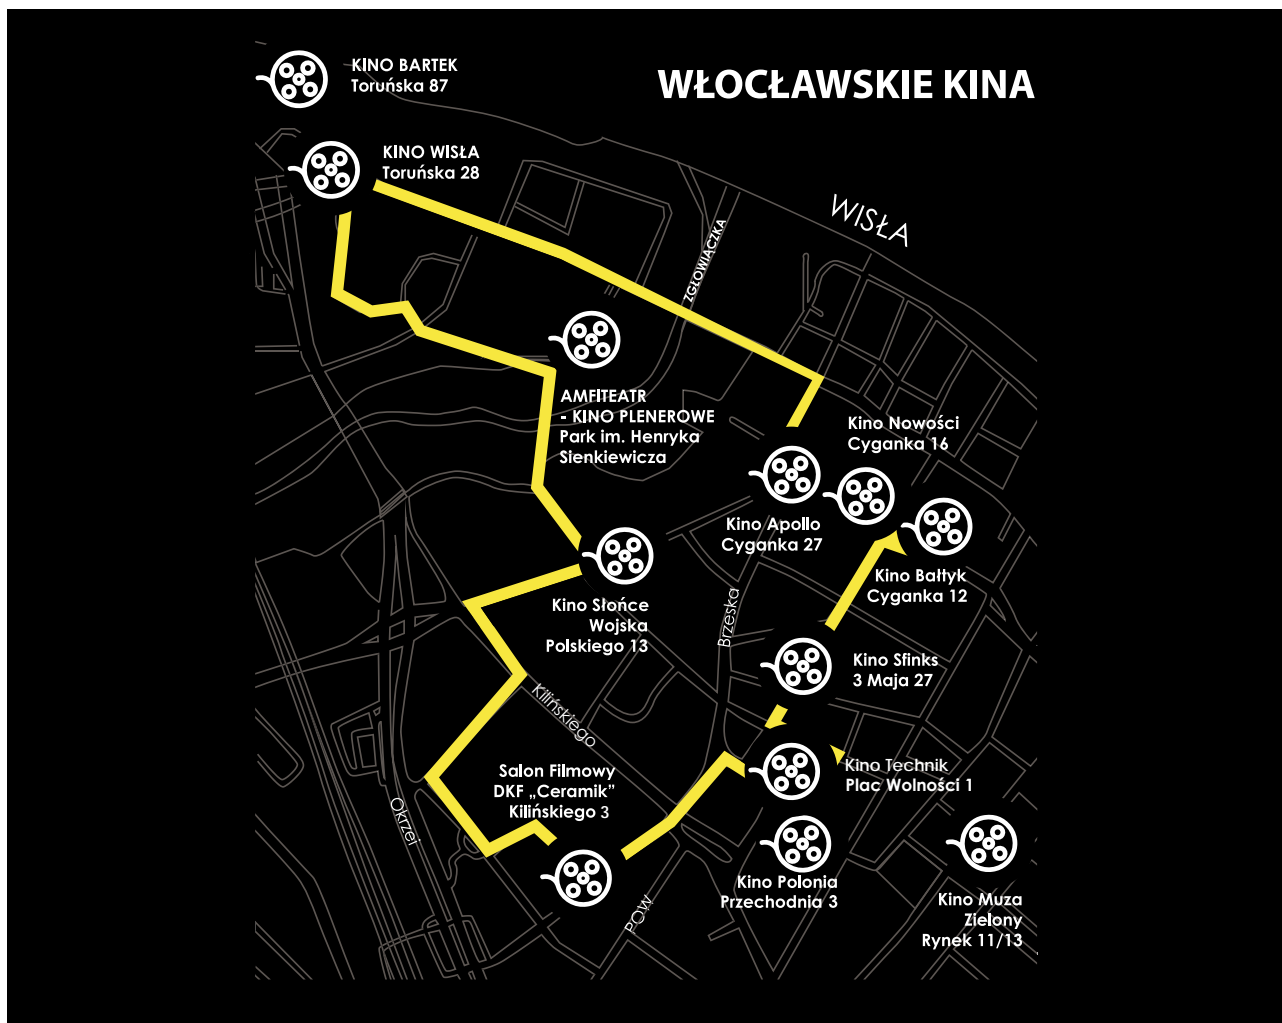 WŁOCŁAWSKIE KINA
KINO BARTEK
Toruńska 87
KINO WISŁA
Toruńska 28
WISŁA
ZGŁOWIĄCZKA
AMFITEATR
- KINO PLENEROWE
Park im. Henryka
Sienkiewicza
Kino Nowości
Cyganka 16
Kino Apollo
Cyganka 27
Kino Bałtyk
Cyganka 12
Kino Słońce
Wojska
Polskiego 13
Brzeska
Kino Sfinks
3 Maja 27
Kilińskiego
Salon Filmowy
DKF „Ceramik”
Kilińskiego 3
Kino Technik
Plac Wolności 1
Okrzei
Kino Polonia
Przechodnia 3
POW
Kino Muza
Zielony
Rynek 11/13